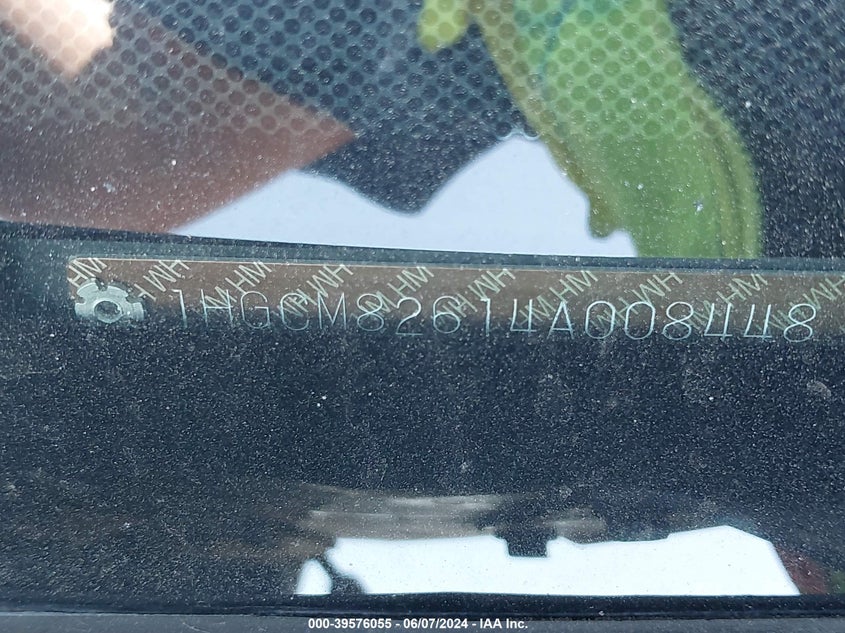 1HGCM82614A008448
000-39576055 — 06/07/2024 - IAA Inc.